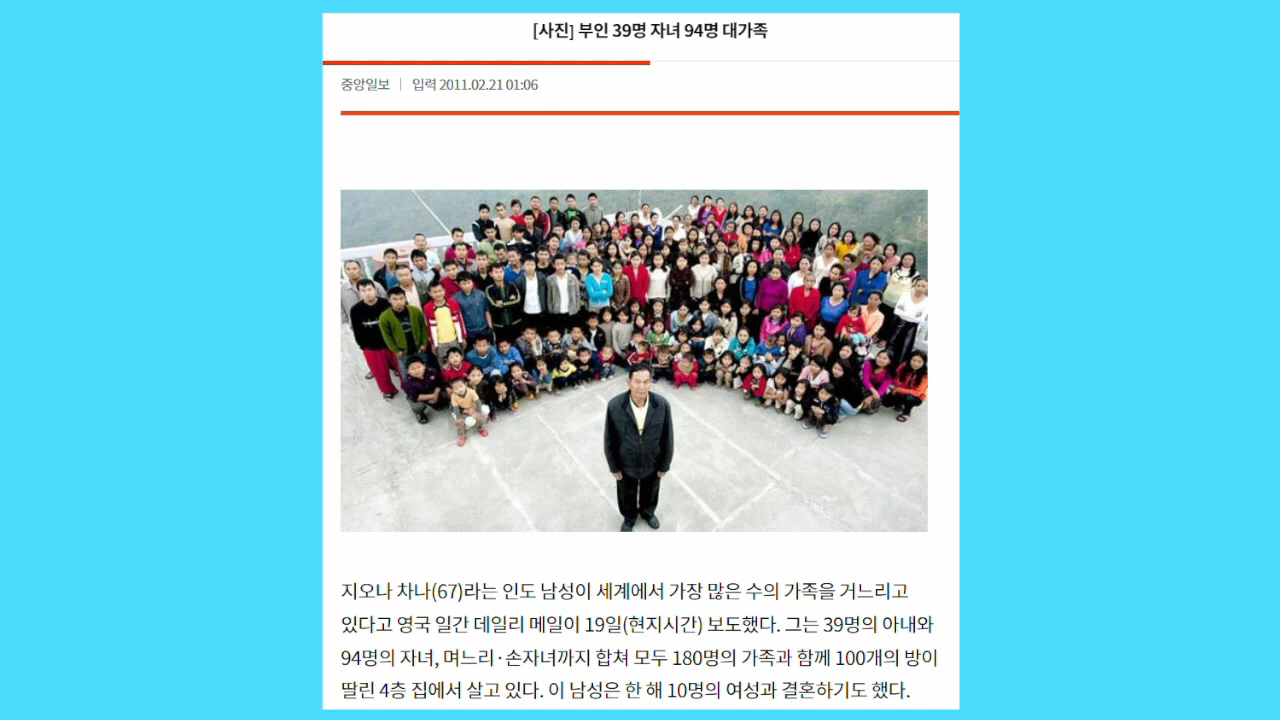 [사진] 부인 39명 자녀 94명 대가족
중앙일보 | 입력 2011.02.21 01:06
지오나 차나(67)라는 인도 남성이 세계에서 가장 많은 수의 가족을 거느리고
있다고 영국 일간 데일리 메일이 19일(현지시간) 보도했다. 그는 39명의 아내와
94명의 자녀, 며느리·손자녀까지 합쳐 모두 180명의 가족과 함께 100개의 방이
딸린 4층 집에서 살고 있다. 이 남성은 한 해 10명의 여성과 결혼하기도 했다.